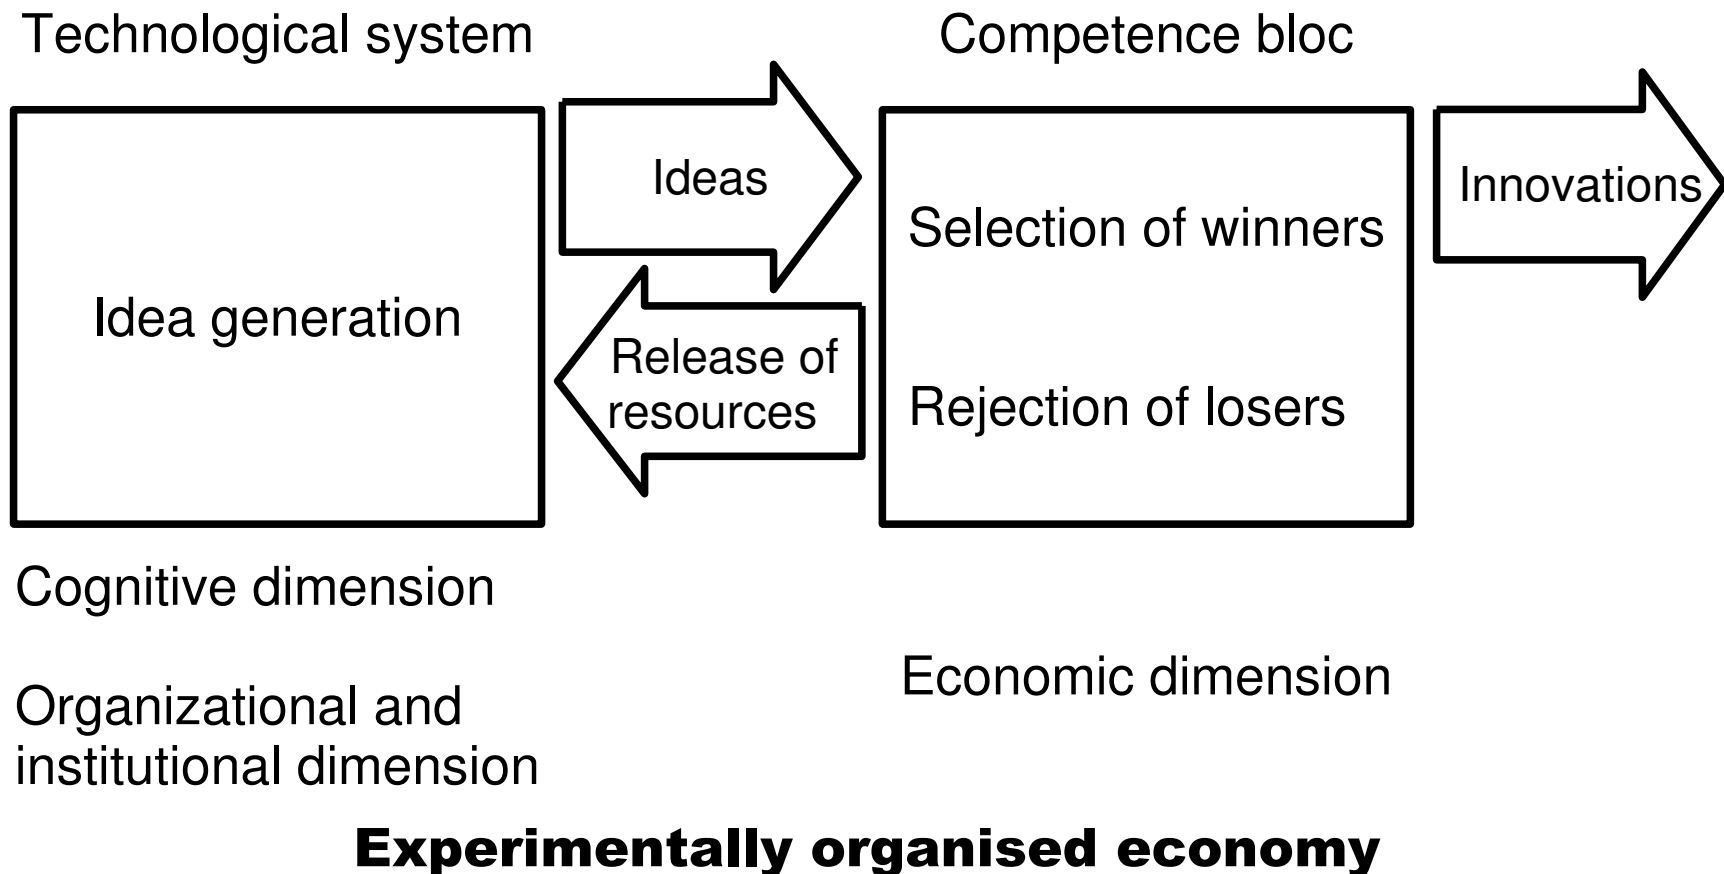 Technological system
Competence bloc
Ideas
Innovations
Selection of winners
Idea generation
Release of
resources
Rejection of losers
Cognitive dimension
Economic dimension
Organizational and
institutional dimension
Experimentally organised economy